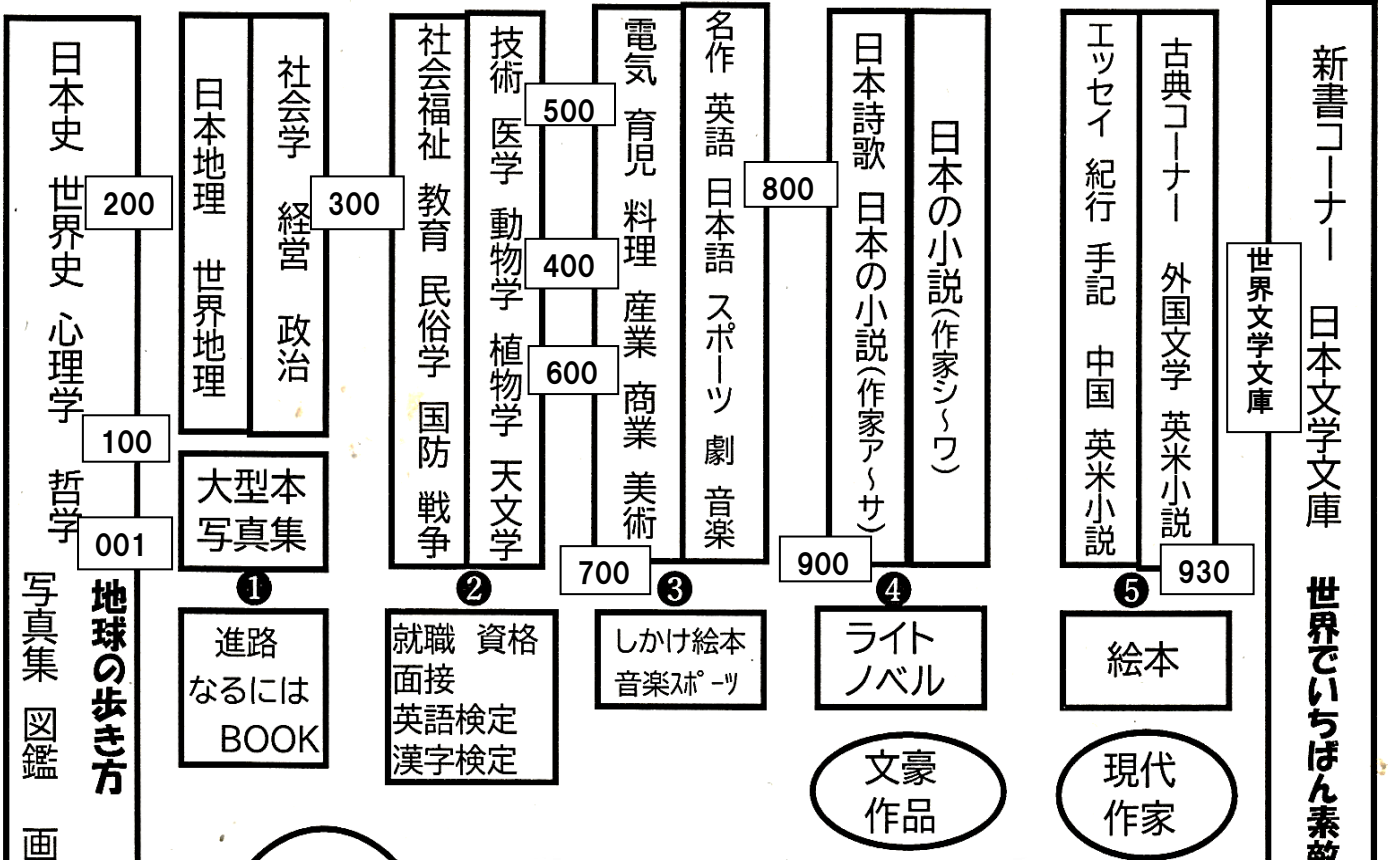 日本史 世界史 心理学 哲学
写真集 図鑑 画
地球の歩き方
200
100
001
日本地理 世界地理
社会学 経営 政治
300
大型本
写真集
❶
進路
なるには
BOOK
社会福祉 教育 民俗学 国防 戦争
技術 医学 動物学 植物学 天文学
500
400
600
❷
就職 資格
面接
英語検定
漢字検定
電気 育児 料理 産業 商業 美術
名作 英語 日本語 スポーツ 劇 音楽
800
700
❸
しかけ絵本
音楽ｽﾎﾟｰﾂ
日本詩歌 日本の小説(作家ア~サ)
日本の小説(作家シ~ワ)
900
❹
ライト
ノベル
文豪
作品
エッセイ 紀行 手記 中国 英米小説
古典コーナー 外国文学 英米小説
930
❺
絵本
現代
作家
世界文学文庫
新書コーナー 日本文学文庫
世界でいちばん素敵